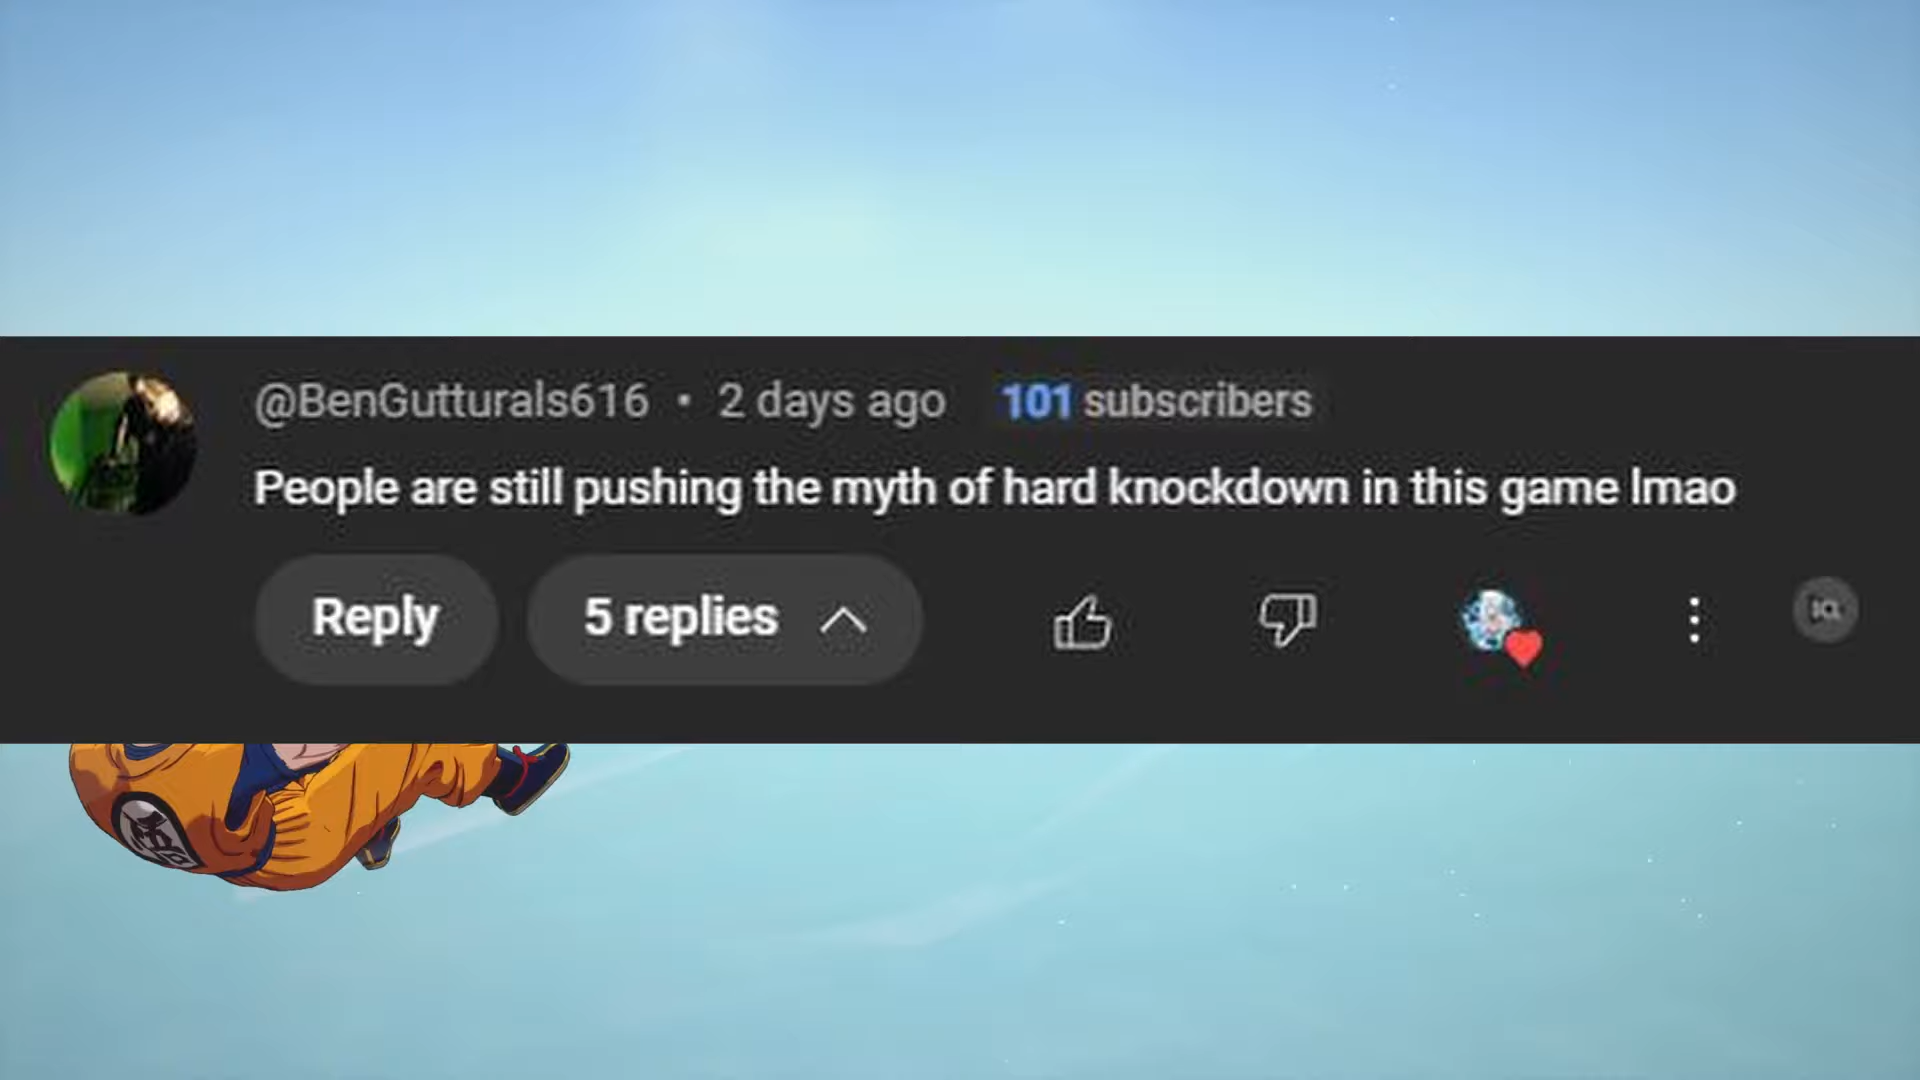 @BenGutturals616 • 2 days ago 101 subscribers
People are still pushing the myth of hard knockdown in this game lmao
Reply 5 replies
悟